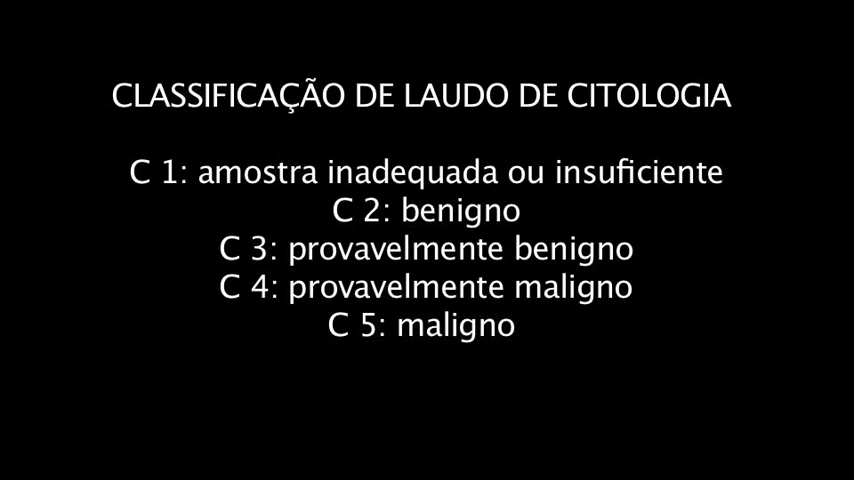 CLASSIFICAÇÃO DE LAUDO DE CITOLOGIA
C 1: amostra inadequada ou insuficiente
C 2: benigno
C 3: provavelmente benigno
C 4: provavelmente maligno
C 5: maligno